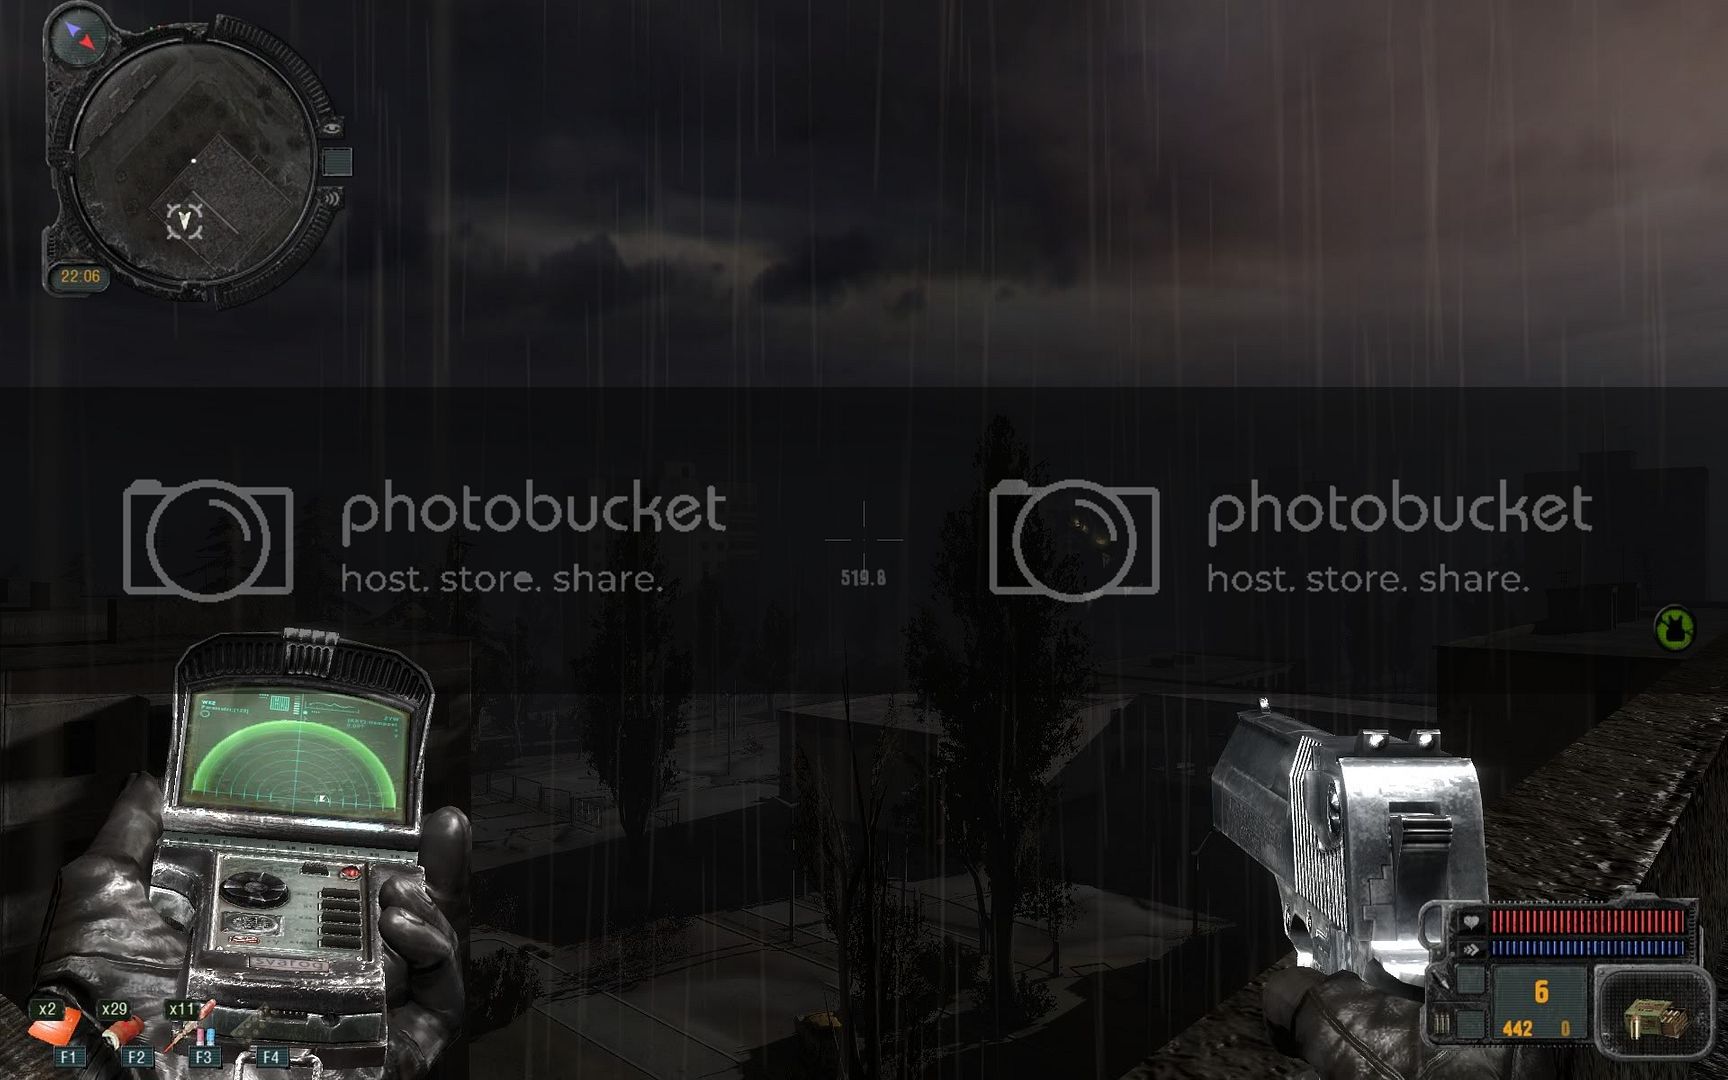 22:06
photobucket
host. store. share.
photobucket
host. store. share.
519.8
svarog
x2
x29
x11
F1
F2
F3
F4
6
442
0